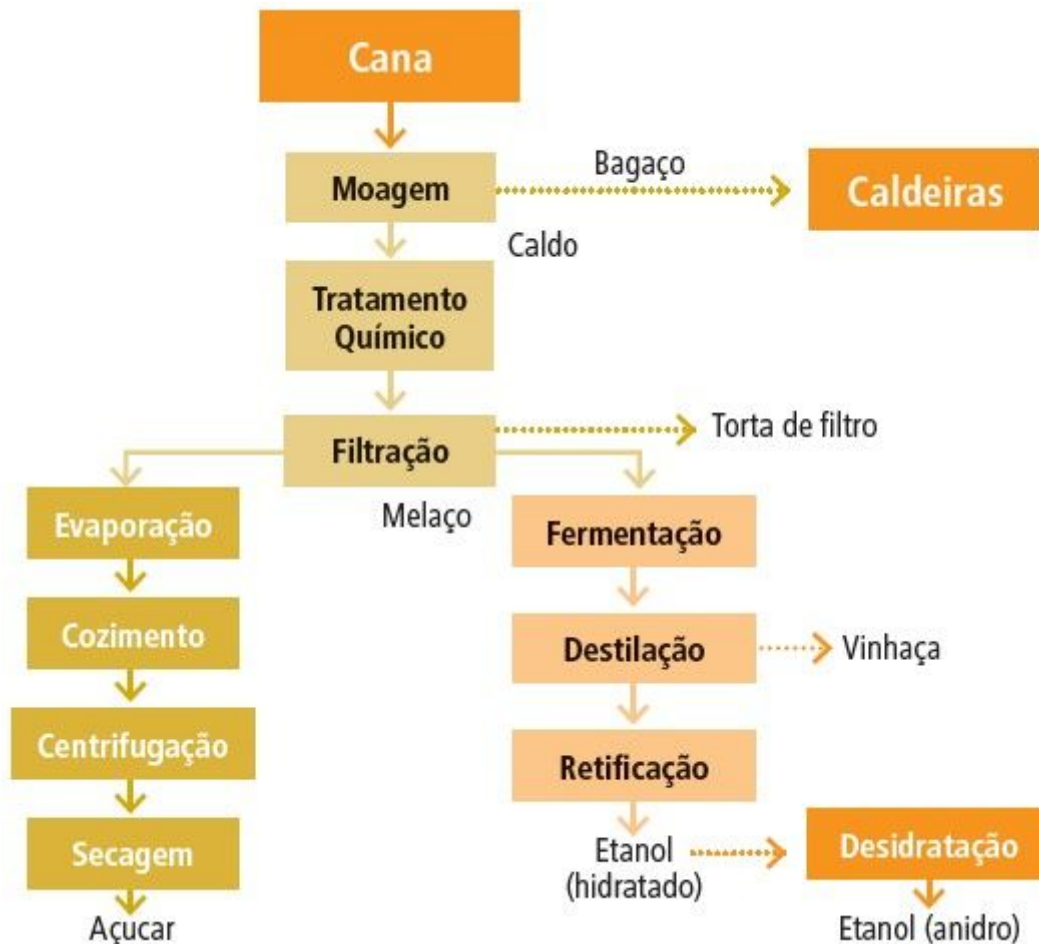 Cana
Moagem
Bagaço
Caldeiras
Caldo
Tratamento
Químico
Filtração
Torta de filtro
Melaço
Evaporação
Cozimento
Centrifugação
Secagem
Açucar
Fermentação
Destilação
Vinhaça
Retificação
Etanol
(hidratado)
Desidratação
Etanol (anidro)